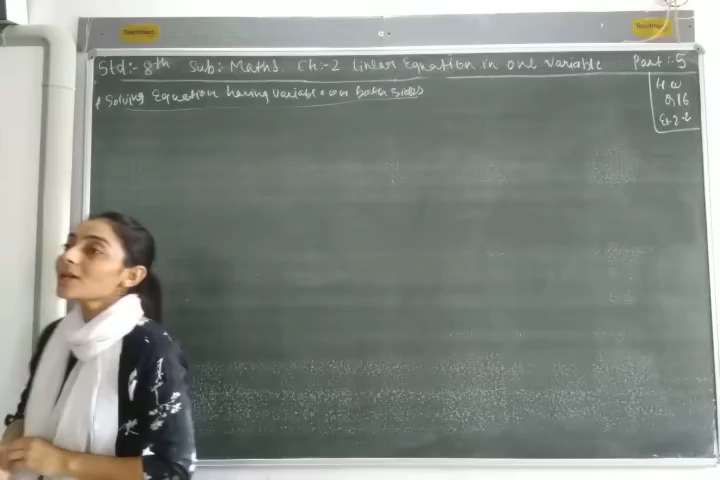 Std:- 8th Sub:- Maths Ch:-2 Linear Equation in one variable Part:-5
* Solving Equation having Variable on both sides
H.W
Q.16
Ex-2.2